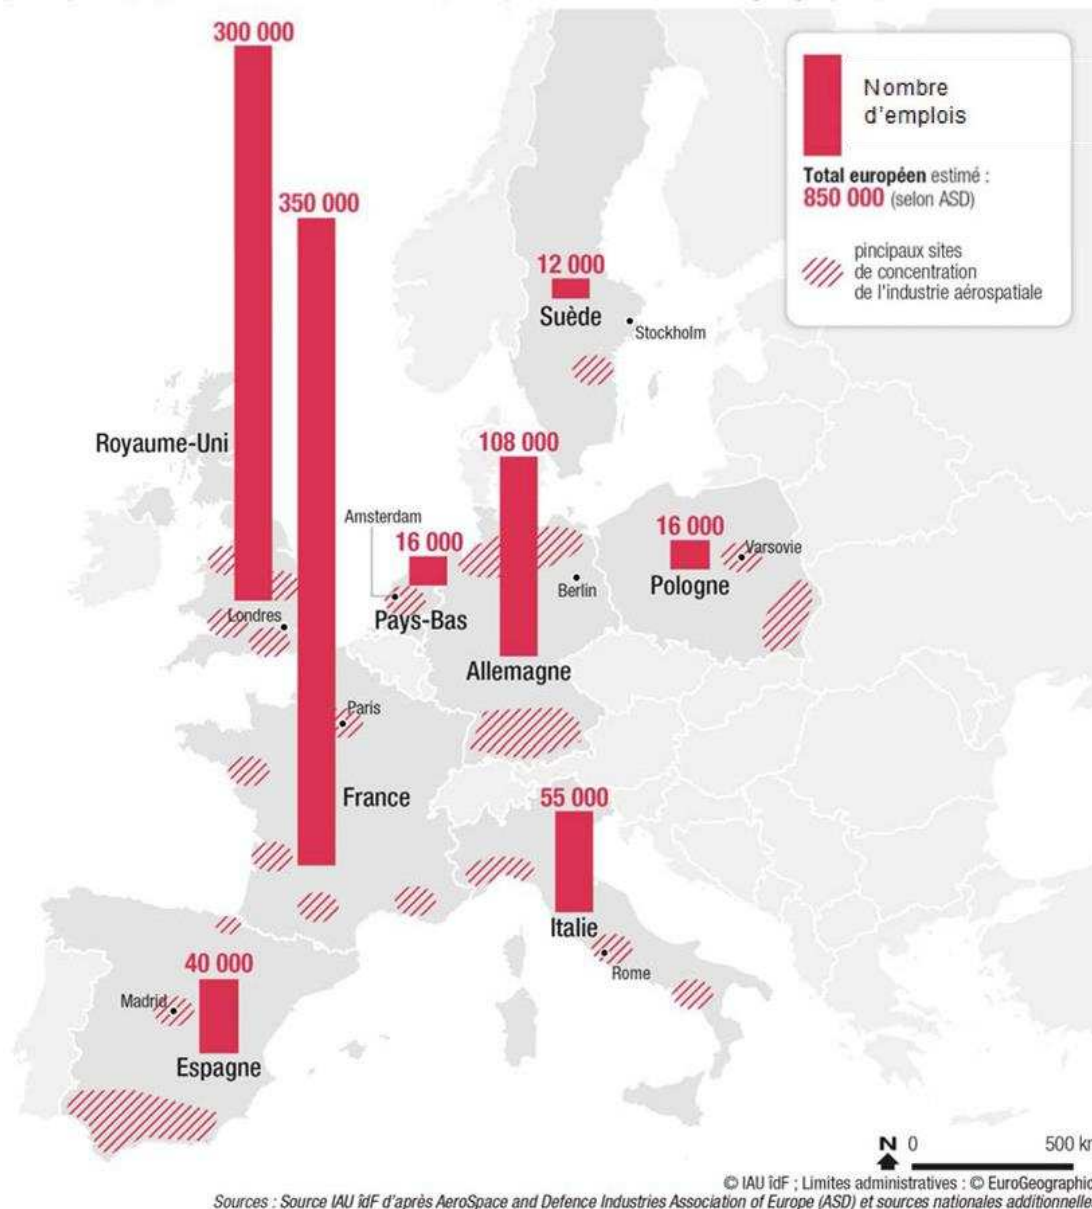 300 000
Nombre
d'emplois
Total européen estimé :
850 000 (selon ASD)
pincipaux sites
de concentration
de l'industrie aérospatiale
350 000
12 000
Suède
Stockholm
Royaume-Uni
108 000
Amsterdam
16 000
16 000
Varsovie
Berlin
Pologne
Londres
Pays-Bas
Allemagne
Paris
France
55 000
Italie
40 000
Rome
Madrid
Espagne
N 0 500 km
© IAU îdF ; Limites administratives : © EuroGeographic
Sources : Source IAU îdF d'après AeroSpace and Defence Industries Association of Europe (ASD) et sources nationales additionnelle